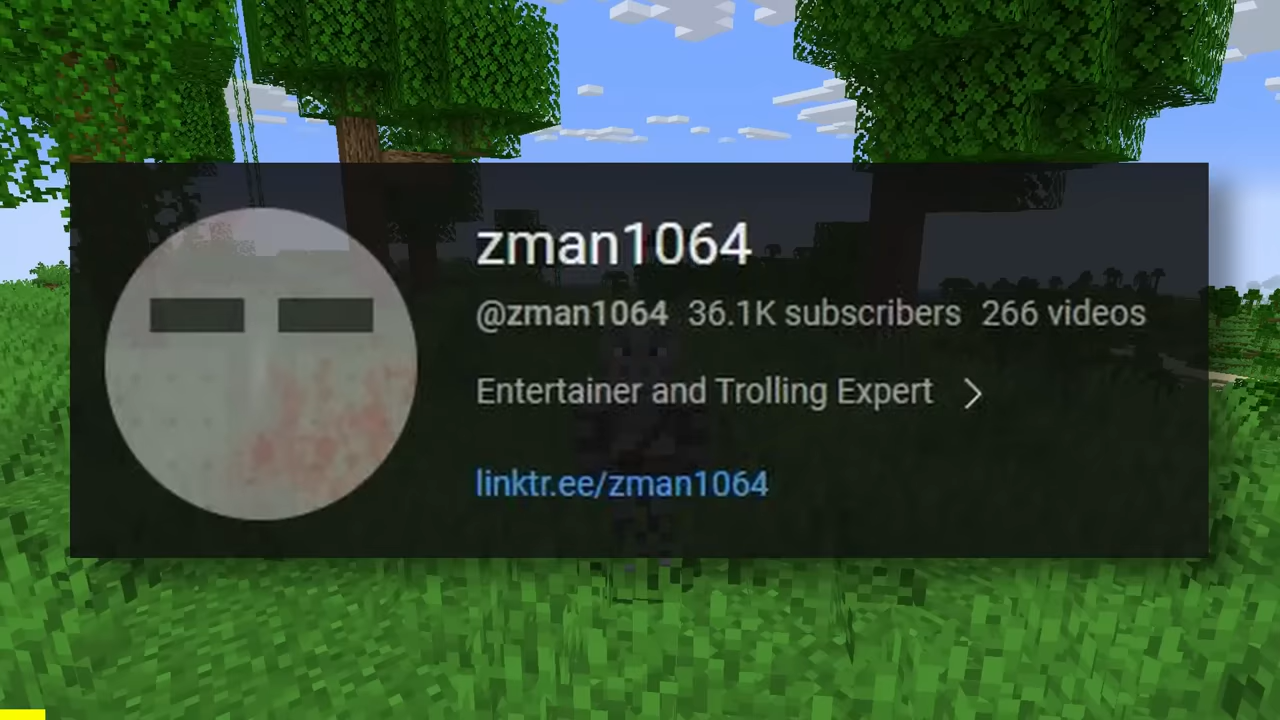 zman1064
@zman1064 36.1K subscribers 266 videos
Entertainer and Trolling Expert
linktr.ee/zman1064